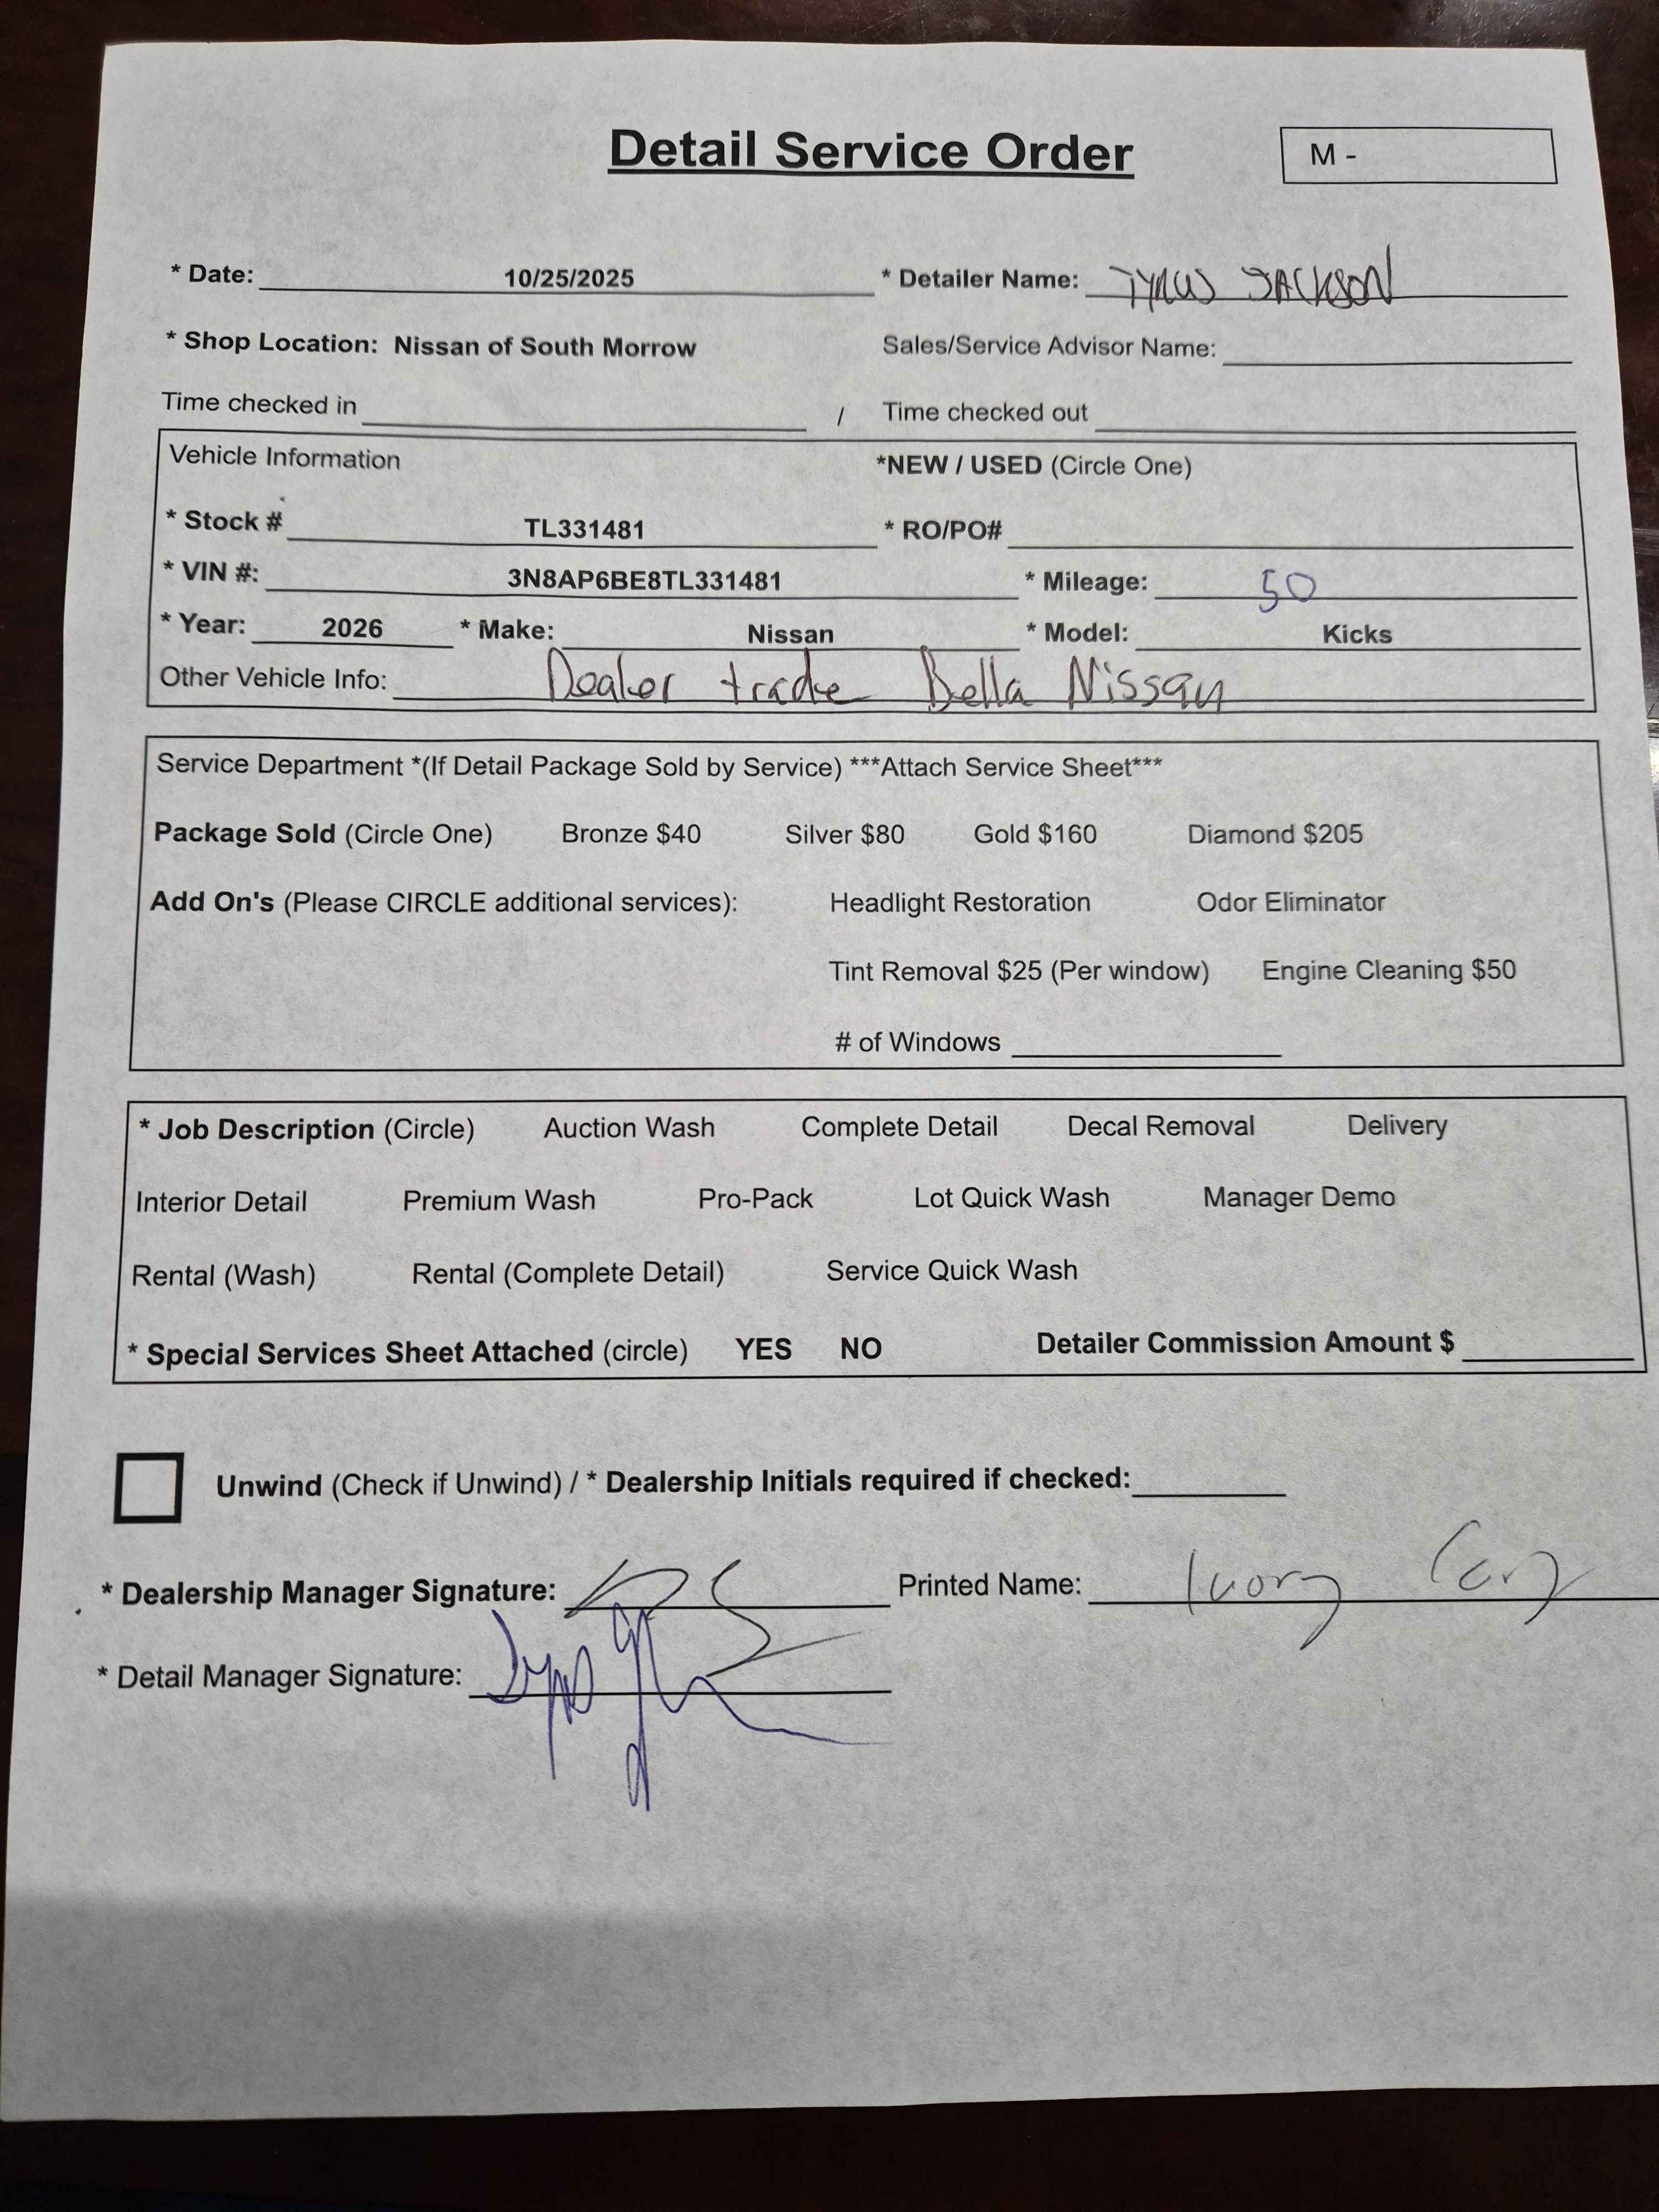 Detail Service Order
M -
* Date: 10/25/2025 * Detailer Name: TYRUS JACKSON
* Shop Location: Nissan of South Morrow Sales/Service Advisor Name:
Time checked in / Time checked out
Vehicle Information *NEW / USED (Circle One)
* Stock # TL331481 * RO/PO#
* VIN #: 3N8AP6BE8TL331481 * Mileage: 50
* Year: 2026 * Make: Nissan * Model: Kicks
Other Vehicle Info: Dealer trade Bella Nissan
Service Department *(If Detail Package Sold by Service) ***Attach Service Sheet***
Package Sold (Circle One) Bronze $40 Silver $80 Gold $160 Diamond $205
Add On's (Please CIRCLE additional services): Headlight Restoration Odor Eliminator
Tint Removal $25 (Per window) Engine Cleaning $50
# of Windows
* Job Description (Circle) Auction Wash Complete Detail Decal Removal Delivery
Interior Detail Premium Wash Pro-Pack Lot Quick Wash Manager Demo
Rental (Wash) Rental (Complete Detail) Service Quick Wash
* Special Services Sheet Attached (circle) YES NO Detailer Commission Amount $
Unwind (Check if Unwind) / * Dealership Initials required if checked:
* Dealership Manager Signature: Printed Name: Ivory
* Detail Manager Signature: